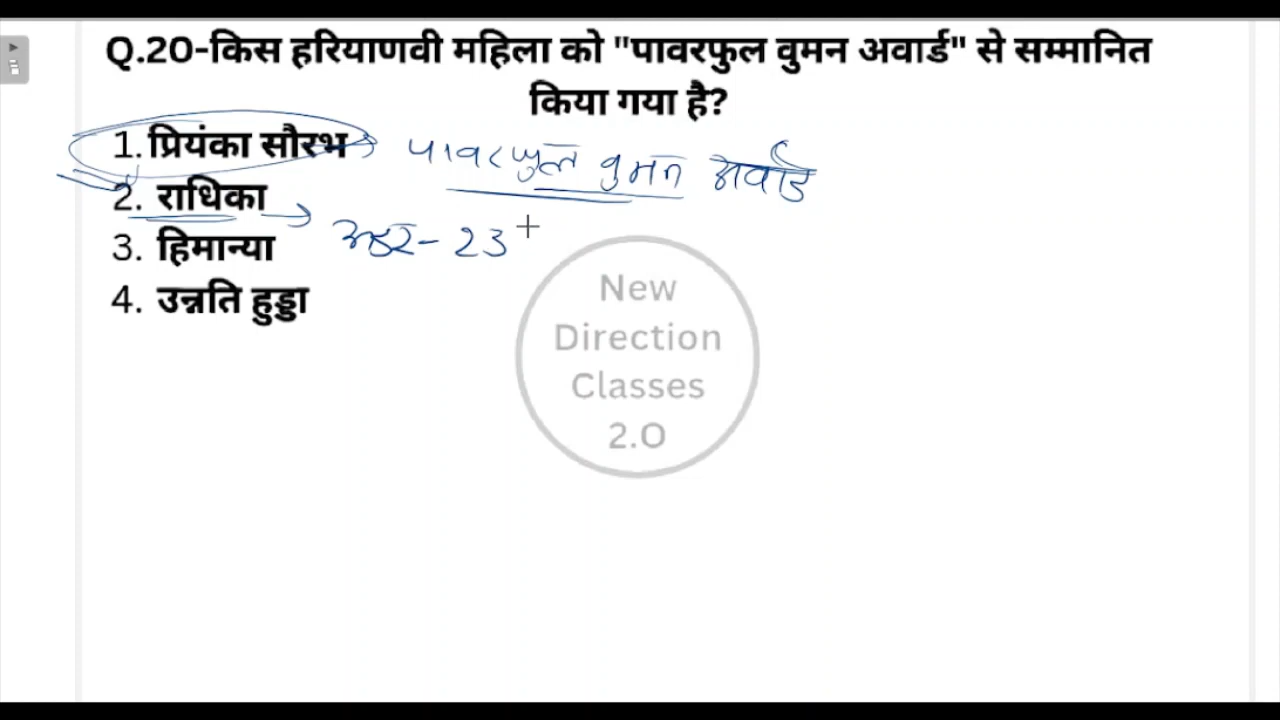 Q.20-किस हरियाणवी महिला को "पावरफुल वुमन अवार्ड" से सम्मानित
किया गया है?
1. प्रियंका सौरभ
पावरफुल वुमन अवार्ड
2. राधिका
अंडर-23
3. हिमान्या
4. उन्नति हुड्डा
New
Direction
Classes
2.O